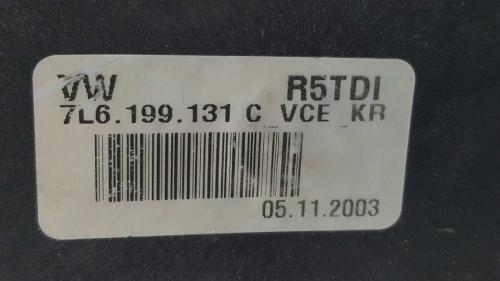 VW R5TDI
7L6.199.131 C VCE KR
05.11.2003